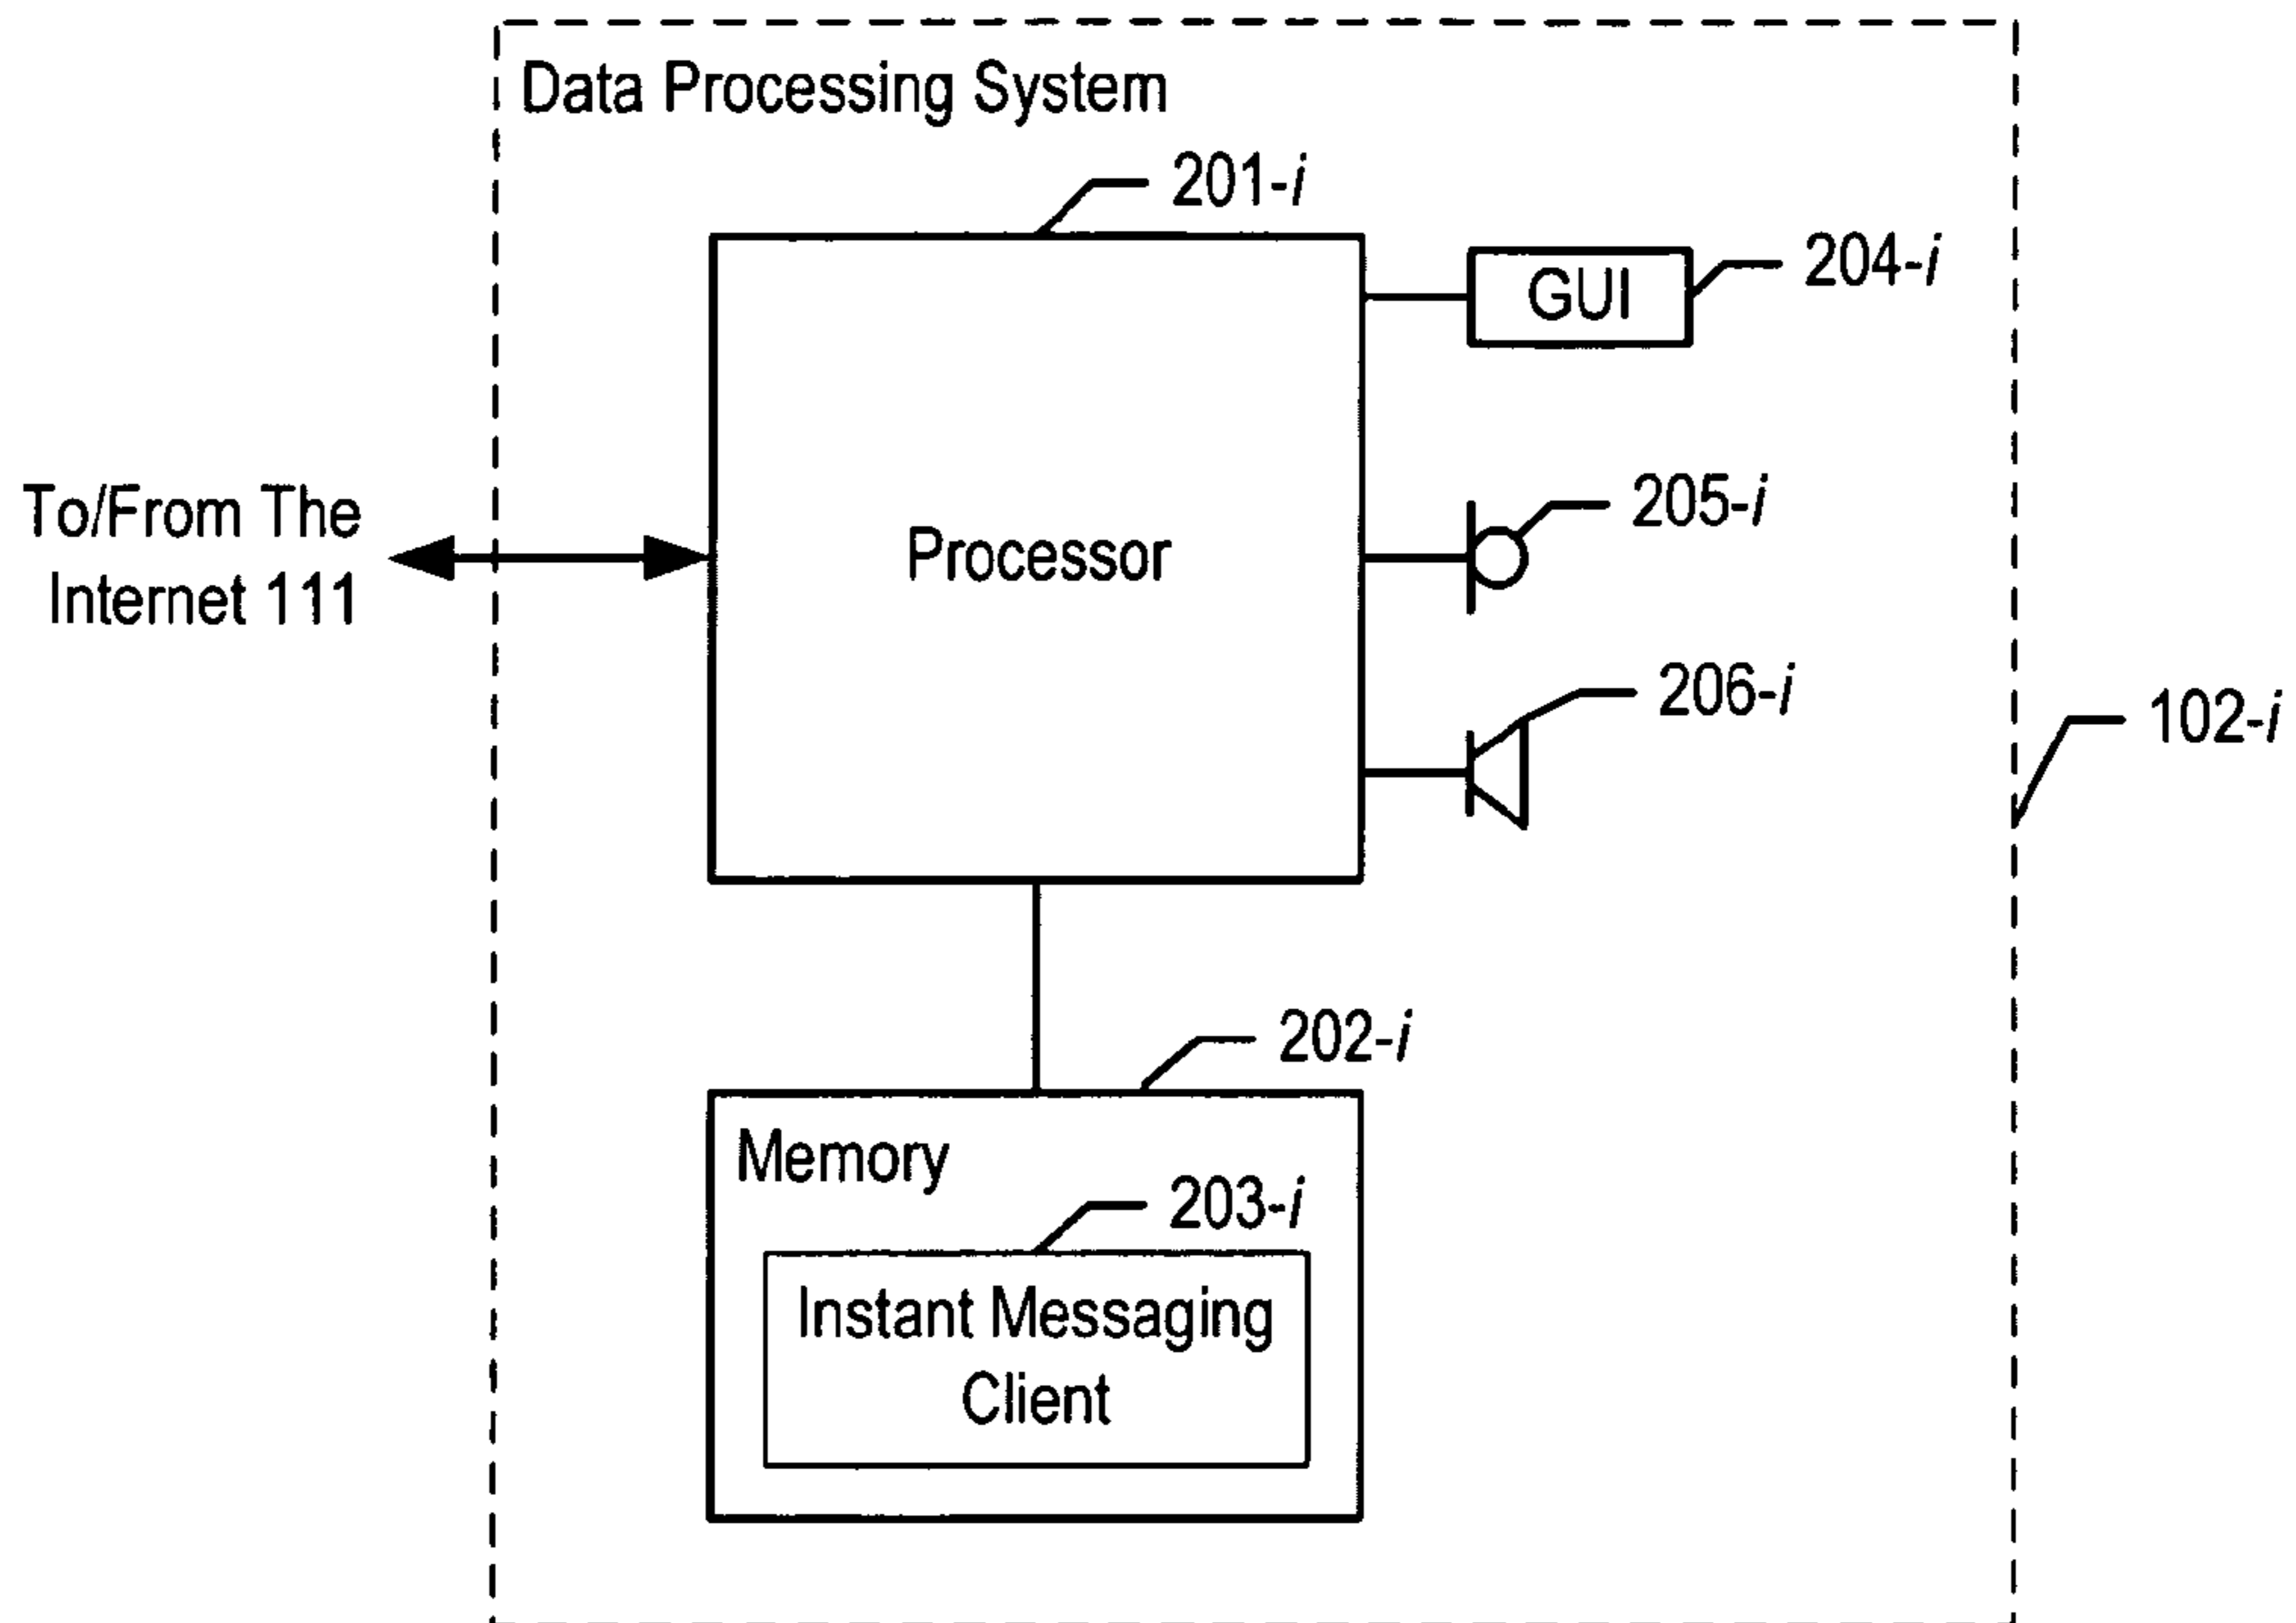 Data Processing System
201-i
204-i
GUI
205-i
To/From The
Internet 111
Processor
206-i
102-i
202-i
Memory
203-i
Instant Messaging
Client